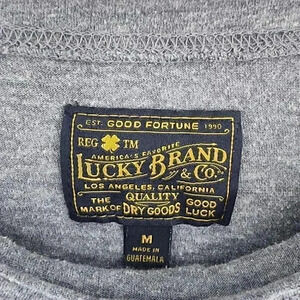 EST. GOOD FORTUNE 1990
REG TM
AMERICA'S FAVORITE
LUCKY BRAND
& CO.
LOS ANGELES, CALIFORNIA
THE MARK OF QUALITY DRY GOODS GOOD LUCK
M
MADE IN
GUATEMALA